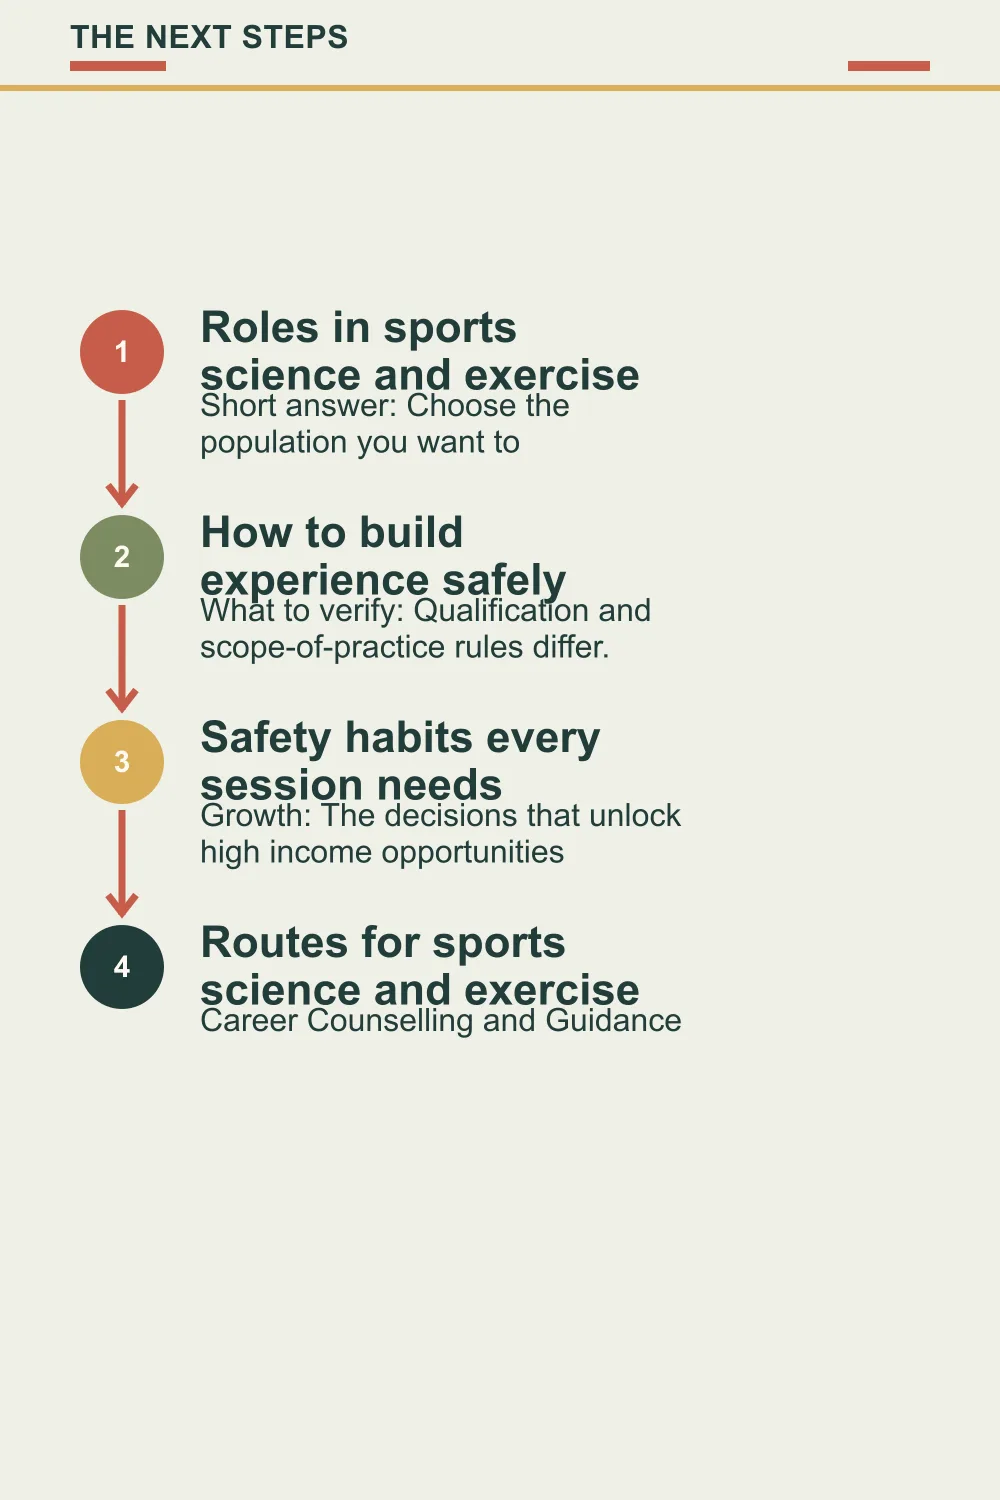 THE NEXT STEPS
1
Roles in sports
science and exercise
Short answer: Choose the
population you want to
2
How to build
experience safely
What to verify: Qualification and
scope-of-practice rules differ.
3
Safety habits every
session needs
Growth: The decisions that unlock
high income opportunities
4
Routes for sports
science and exercise
Career Counselling and Guidance